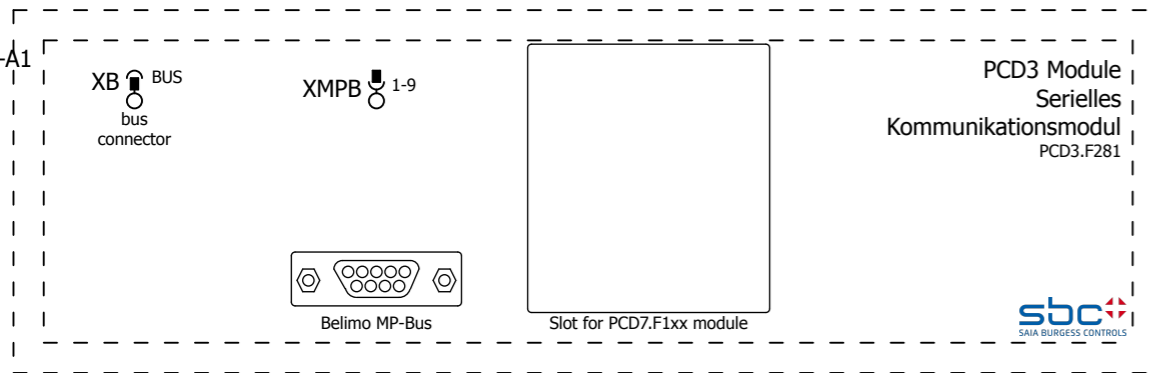 -A1
XB BUS
bus
connector
XMPB 1-9
PCD3 Module
Serielles
Kommunikationsmodul
PCD3.F281
Belimo MP-Bus
Slot for PCD7.F1xx module
sbc
SAIA BURGESS CONTROLS